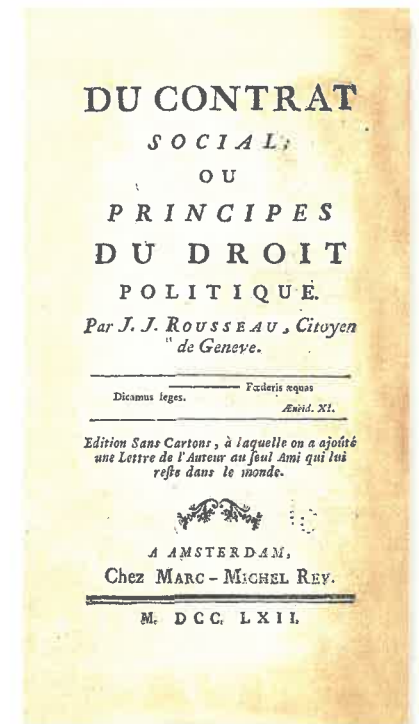 DU CONTRAT
SOCIAL;
OU
PRINCIPES
DU DROIT
POLITIQUE.
Par J. J. ROUSSEAU, Citoyen
de Geneve.
Fœderis æquas
Dicamus leges.
Æneid. XI.
Edition Sans Cartons, à laquelle on a ajoûté
une Lettre de l'Auteur au ſeul Ami qui lui
reſte dans le monde.
A AMSTERDAM,
Chez MARC-MICHEL REY.
M. DCC. LXII.